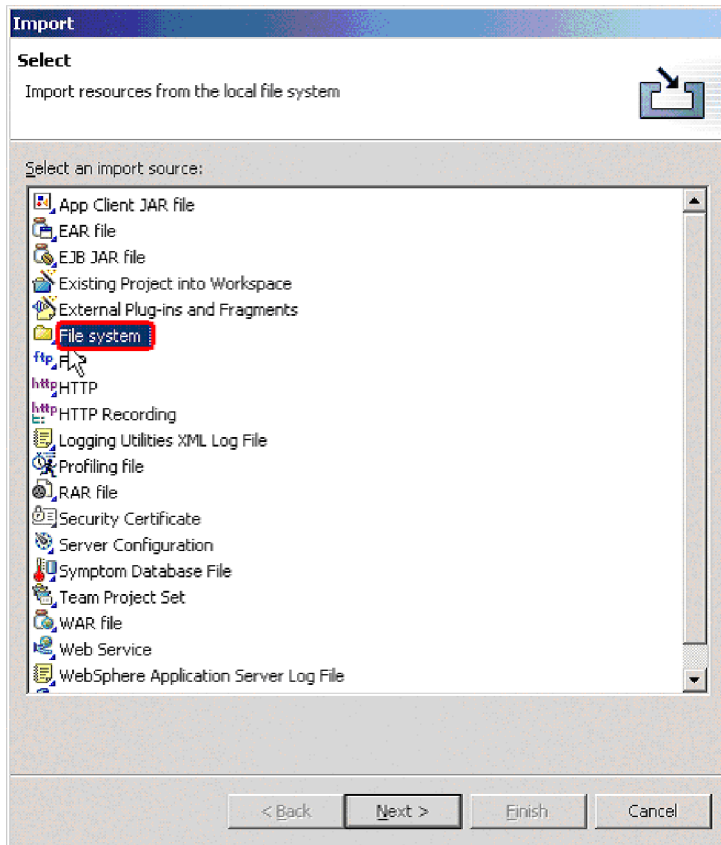 Import
Select
Import resources from the local file system
Select an import source:
App Client JAR file
EAR file
EJB JAR file
Existing Project into Workspace
External Plug-ins and Fragments
File system
ftp
http HTTP
http HTTP Recording
Logging Utilities XML Log File
Profiling file
RAR file
Security Certificate
Server Configuration
Symptom Database File
Team Project Set
WAR file
Web Service
WebSphere Application Server Log File
< Back Next > Finish Cancel